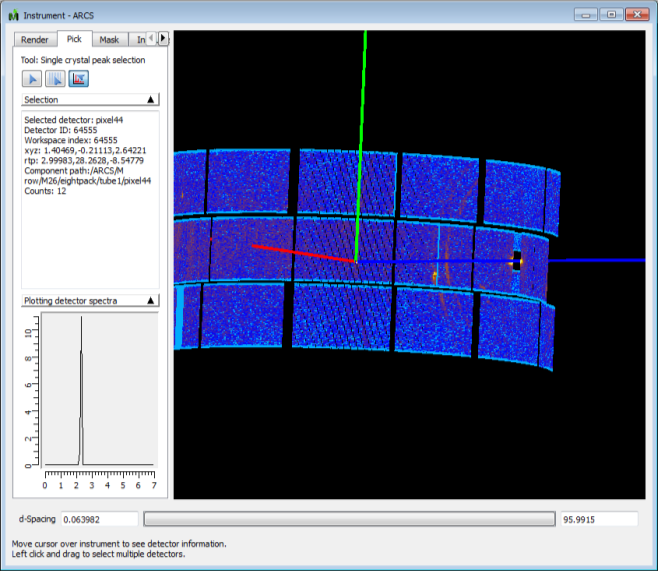 Instrument - ARCS
Render Pick Mask In
Tool: Single crystal peak selection
Selection
Selected detector: pixel44
Detector ID: 64555
Workspace index: 64555
xyz: 1.40469,-0.21113,2.64221
rtp: 2.99983,28.2628,-8.54779
Component path:/ARCS/M
row/M26/eightpack/tube1/pixel44
Counts: 12
Plotting detector spectra
10
8
6
4
2
0
0 1 2 3 4 5 6 7
d-Spacing 0.063982 95.9915
Move cursor over instrument to see detector information.
Left click and drag to select multiple detectors.